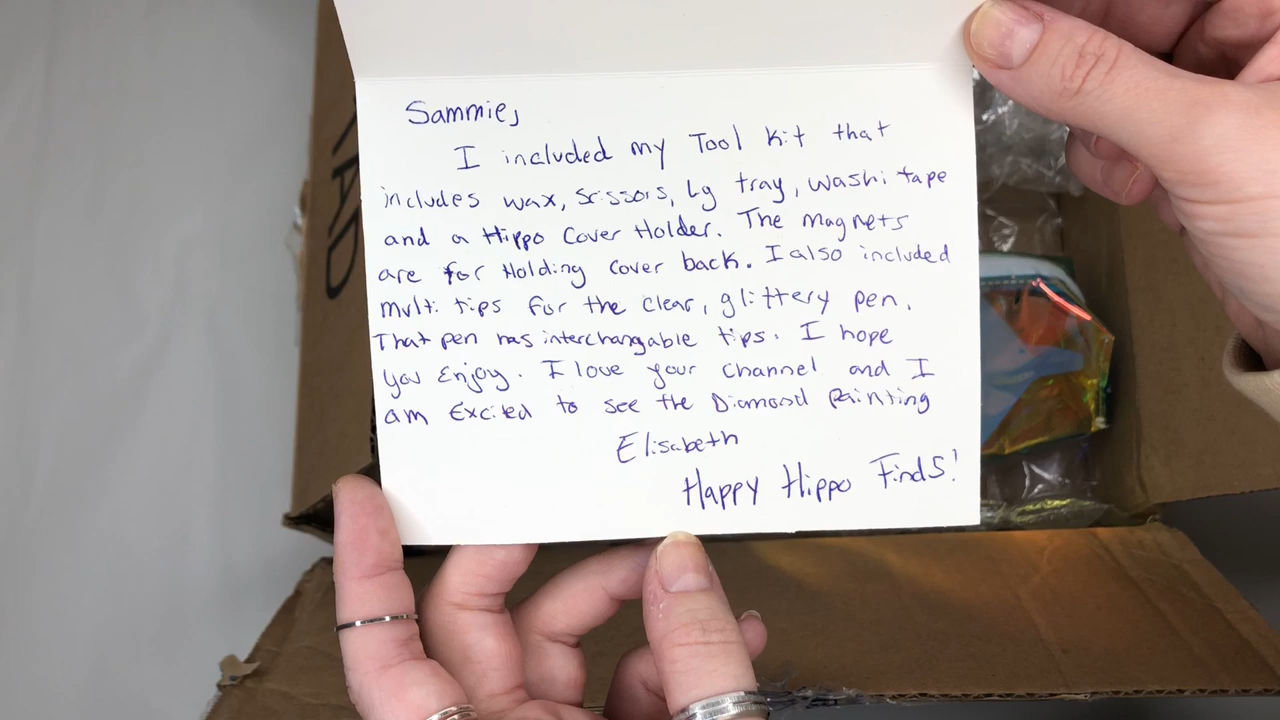 Sammie,
I included my Tool kit that
includes wax, Scissors, Lg tray, washi tape
and a Hippo Cover Holder. The Magnets
are for Holding Cover back. I also included
multi tips for the clear, glittery pen.
That pen has interchangable tips. I hope
you Enjoy. I love your Channel and I
am Excited to see the Diamond Painting
Elisabeth
Happy Hippo Finds!